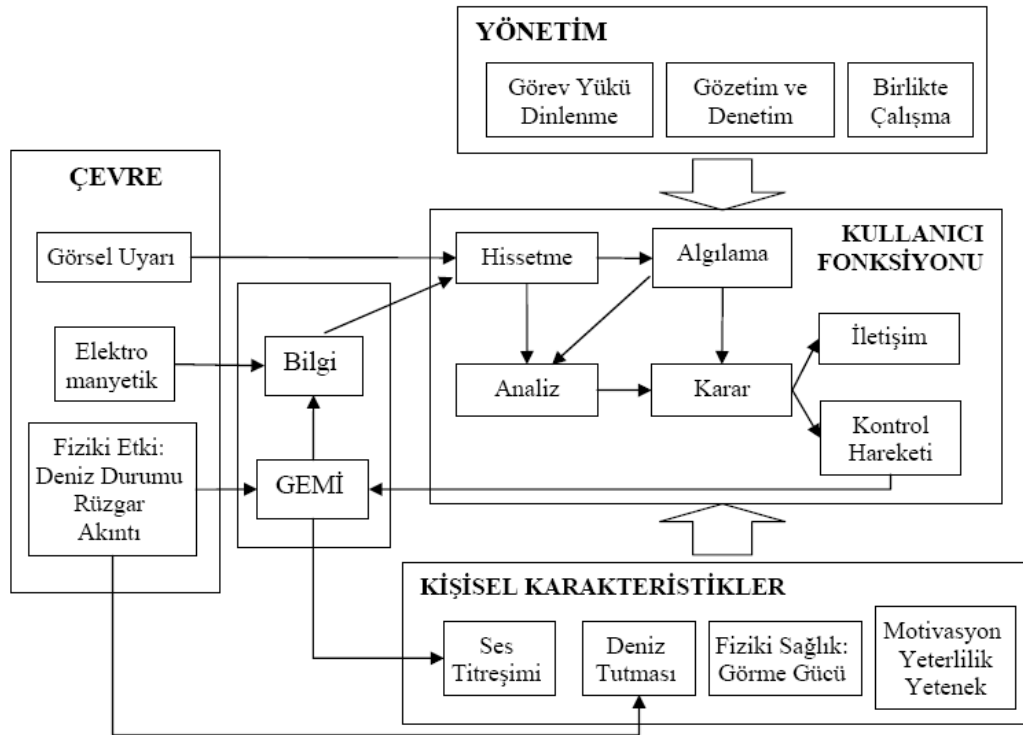 YÖNETİM
Görev Yükü
Dinlenme
Gözetim ve
Denetim
Birlikte
Çalışma
ÇEVRE
Görsel Uyarı
Elektro
manyetik
Fiziki Etki:
Deniz Durumu
Rüzgar
Akıntı
Bilgi
GEMİ
KULLANICI
FONKSİYONU
Hissetme
Algılama
Analiz
Karar
İletişim
Kontrol
Hareketi
KİŞİSEL KARAKTERİSTİKLER
Ses
Titreşimi
Deniz
Tutması
Fiziki Sağlık:
Görme Gücü
Motivasyon
Yeterlilik
Yetenek